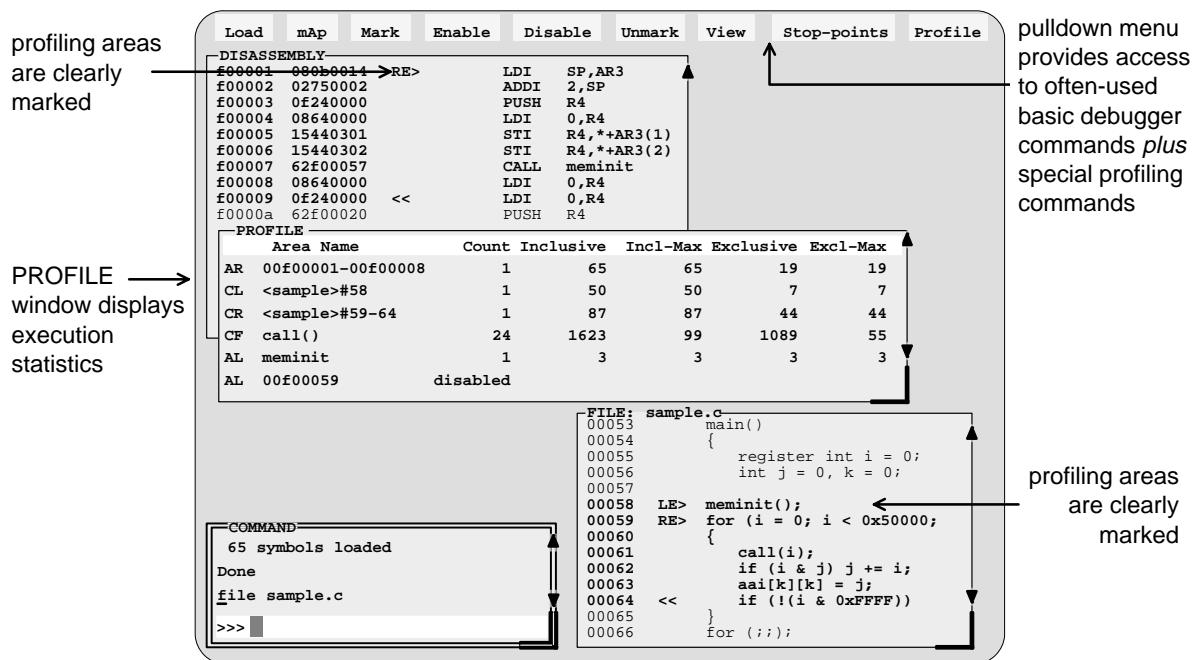 Load mAp Mark Enable Disable Unmark View Stop-points Profile
profiling areas
are clearly
marked
pulldown menu
provides access
to often-used
basic debugger
commands plus
special profiling
commands
DISASSEMBLY
f00001 080b0014 RE> LDI SP,AR3
f00002 02750002 ADDI 2,SP
f00003 0f240000 PUSH R4
f00004 08640000 LDI 0,R4
f00005 15440301 STI R4,*+AR3(1)
f00006 15440302 STI R4,*+AR3(2)
f00007 62f00057 CALL meminit
f00008 08640000 LDI 0,R4
f00009 0f240000 << LDI 0,R4
f0000a 62f00020 PUSH R4
PROFILE
Area Name Count Inclusive Incl-Max Exclusive Excl-Max
AR 00f00001-00f00008 1 65 65 19 19
CL <sample>#58 1 50 50 7 7
CR <sample>#59-64 1 87 87 44 44
CF call() 24 1623 99 1089 55
AL meminit 1 3 3 3 3
AL 00f00059 disabled
PROFILE
window displays
execution
statistics
FILE: sample.c
00053 main()
00054 {
00055 register int i = 0;
00056 int j = 0, k = 0;
00057
00058 LE> meminit();
00059 RE> for (i = 0; i < 0x50000;
00060 {
00061 call(i);
00062 if (i & j) j += i;
00063 aai[k][k] = j;
00064 << if (!(i & 0xFFFF))
00065 }
00066 for (;;);
profiling areas
are clearly
marked
COMMAND
65 symbols loaded
Done
file sample.c
>>>